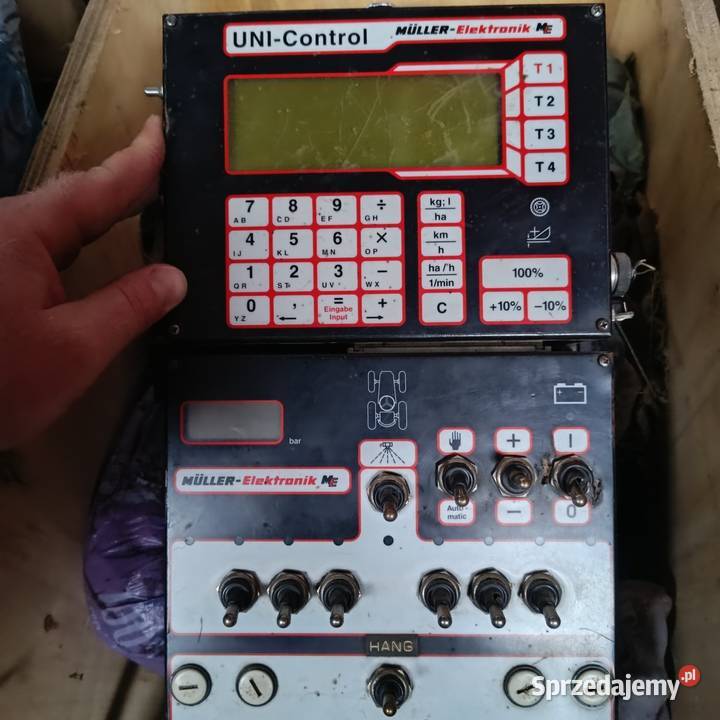 UNI-Control MÜLLER-Elektronik ME
T1
T2
T3
T4
7 8 9 ÷
AB CD EF GH
4 5 6 ×
IJ KL MN OP
1 2 3 −
QR ST UV WX
0 , = +
YZ ← Eingabe Input →
kg; l
ha
km
h
ha/h
1/min
C
100%
+10% −10%
bar
MÜLLER-Elektronik ME
+ I
Auto-
matic − 0
HANG
Sprzedajemy.pl